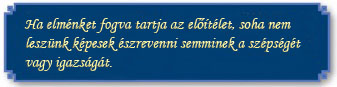 Ha elménket fogva tartja az előítélet, soha nem
leszünk képesek észrevenni semminek a szépségét
vagy igazságát.